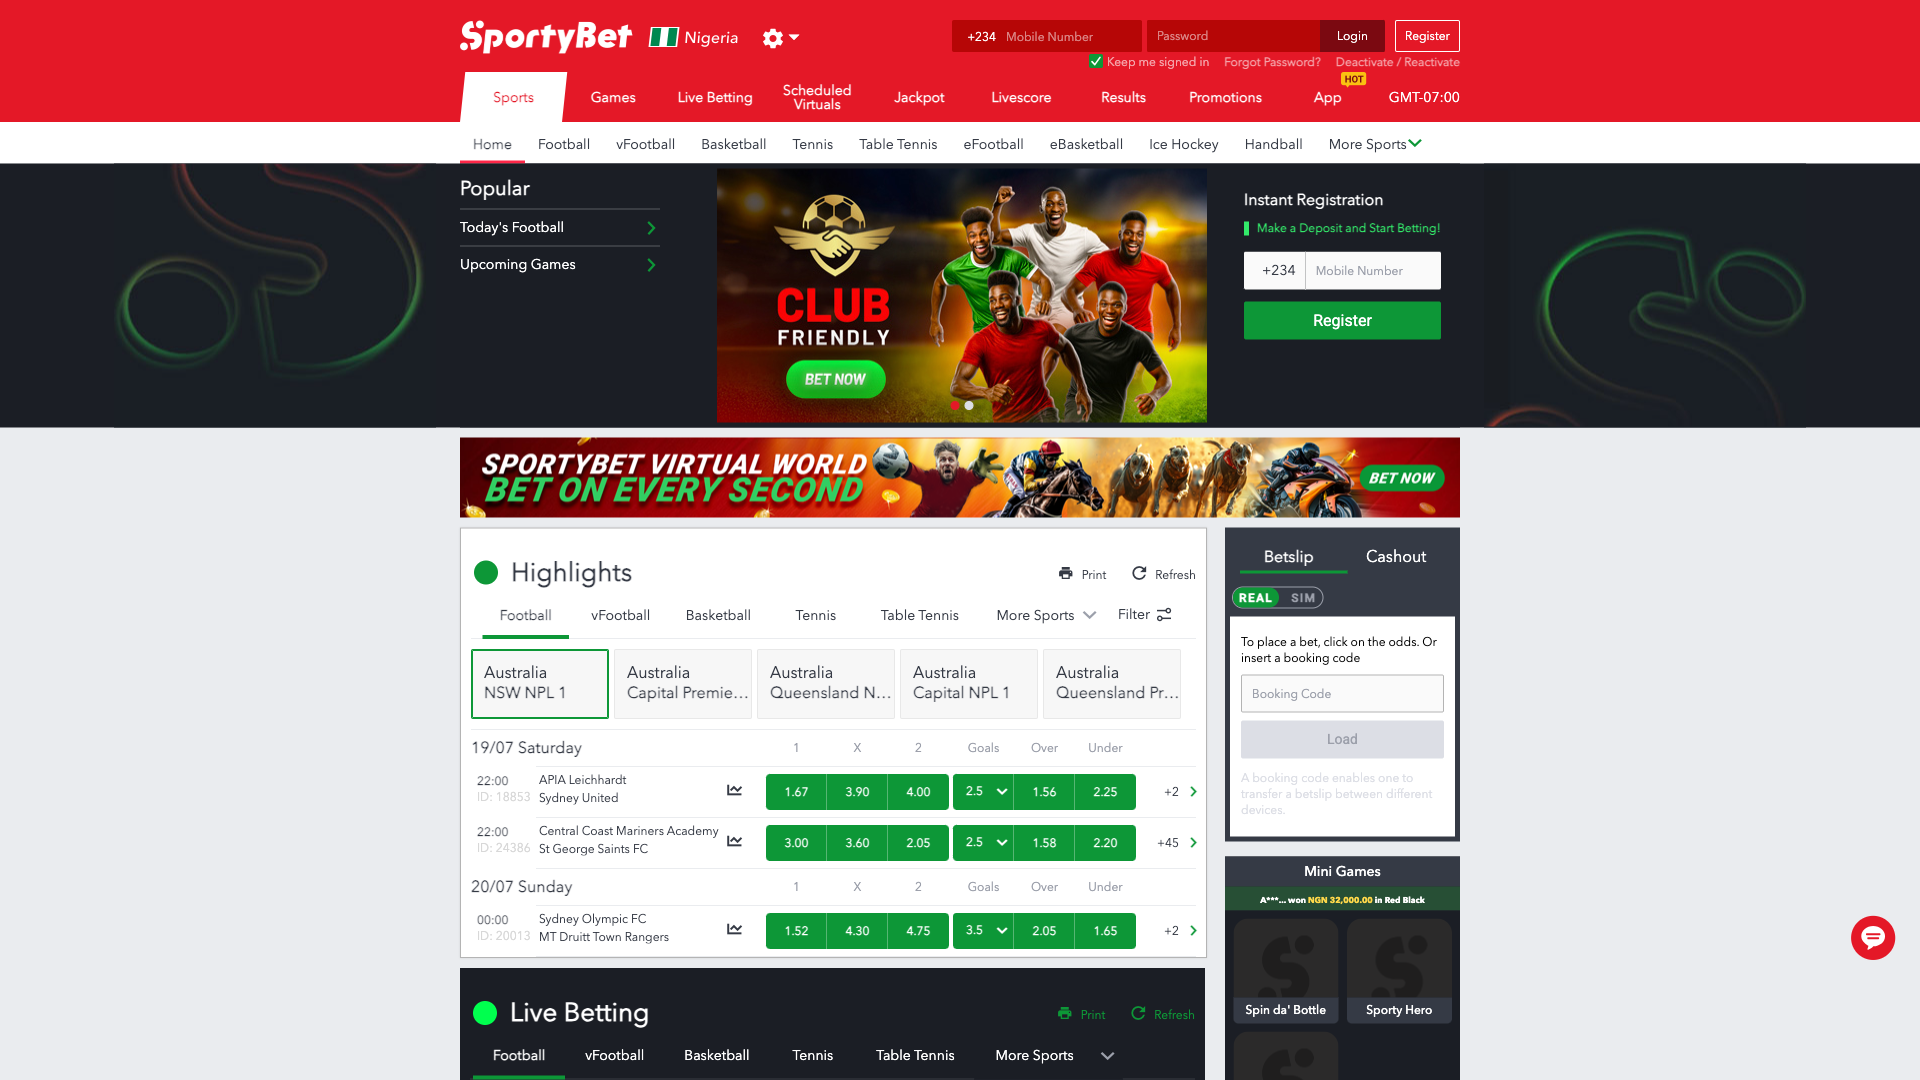 SportyBet Nigeria
+234 Mobile Number Password Login Register
Keep me signed in Forgot Password? Deactivate / Reactivate
Sports Games Live Betting Scheduled Virtuals Jackpot Livescore Results Promotions App HOT GMT-07:00
Home Football vFootball Basketball Tennis Table Tennis eFootball eBasketball Ice Hockey Handball More Sports
Popular
Today's Football
Upcoming Games
CLUB
FRIENDLY
BET NOW
Instant Registration
Make a Deposit and Start Betting!
+234 Mobile Number
Register
SPORTYBET VIRTUAL WORLD
BET ON EVERY SECOND
BET NOW
Highlights Print Refresh
Football vFootball Basketball Tennis Table Tennis More Sports Filter
Australia
NSW NPL 1
Australia
Capital Premie...
Australia
Queensland N...
Australia
Capital NPL 1
Australia
Queensland Pr...
19/07 Saturday 1 X 2 Goals Over Under
22:00 APIA Leichhardt
ID: 18853 Sydney United
1.67 3.90 4.00 2.5 1.56 2.25 +2
22:00 Central Coast Mariners Academy
ID: 24386 St George Saints FC
3.00 3.60 2.05 2.5 1.58 2.20 +45
20/07 Sunday 1 X 2 Goals Over Under
00:00 Sydney Olympic FC
ID: 20013 MT Druitt Town Rangers
1.52 4.30 4.75 3.5 2.05 1.65 +2
Live Betting Print Refresh
Football vFootball Basketball Tennis Table Tennis More Sports
Betslip Cashout
REAL SIM
To place a bet, click on the odds. Or
insert a booking code
Booking Code
Load
A booking code enables one to
transfer a betslip between different
devices.
Mini Games
A***... won NGN 32,000.00 in Red Black
Spin da' Bottle Sporty Hero